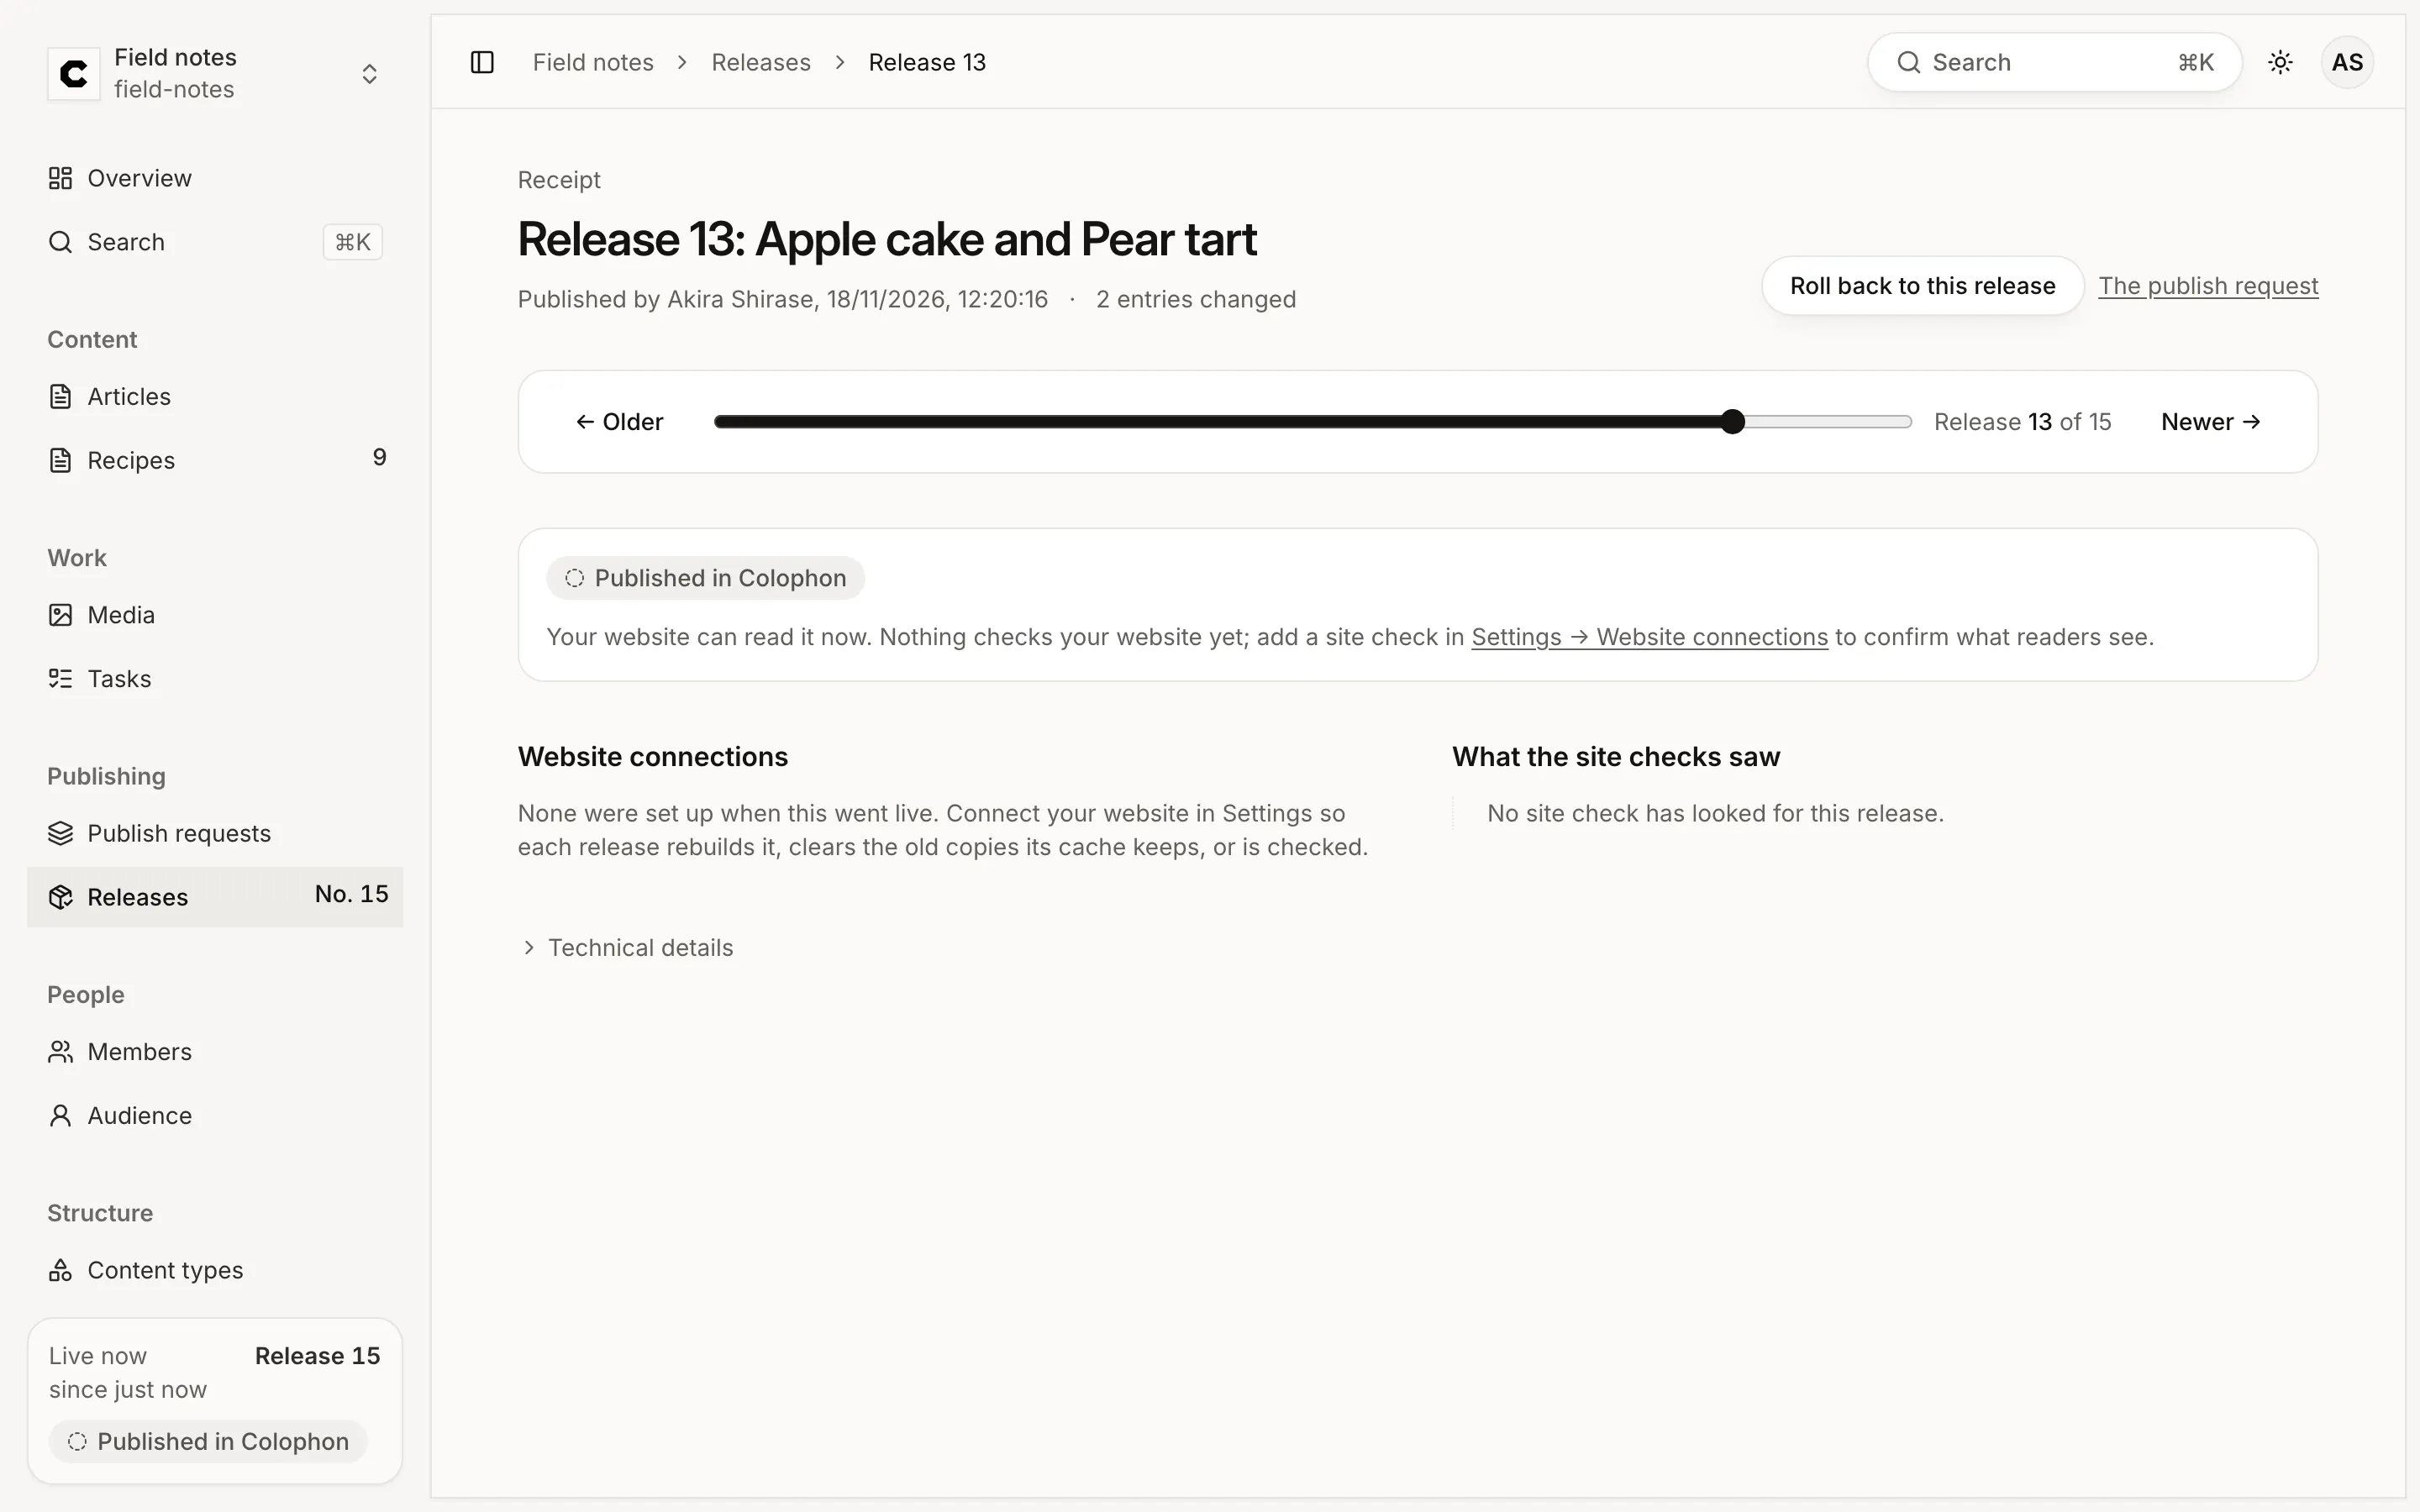 Field notes
field-notes
Overview
Search ⌘K
Content
Articles
Recipes 9
Work
Media
Tasks
Publishing
Publish requests
Releases No. 15
People
Members
Audience
Structure
Content types
Live now Release 15
since just now
Published in Colophon
Field notes > Releases > Release 13
Search ⌘K
AS
Receipt
Release 13: Apple cake and Pear tart
Published by Akira Shirase, 18/11/2026, 12:20:16 · 2 entries changed
Roll back to this release
The publish request
← Older
Release 13 of 15
Newer →
Published in Colophon
Your website can read it now. Nothing checks your website yet; add a site check in Settings → Website connections to confirm what readers see.
Website connections
None were set up when this went live. Connect your website in Settings so
each release rebuilds it, clears the old copies its cache keeps, or is checked.
What the site checks saw
No site check has looked for this release.
Technical details